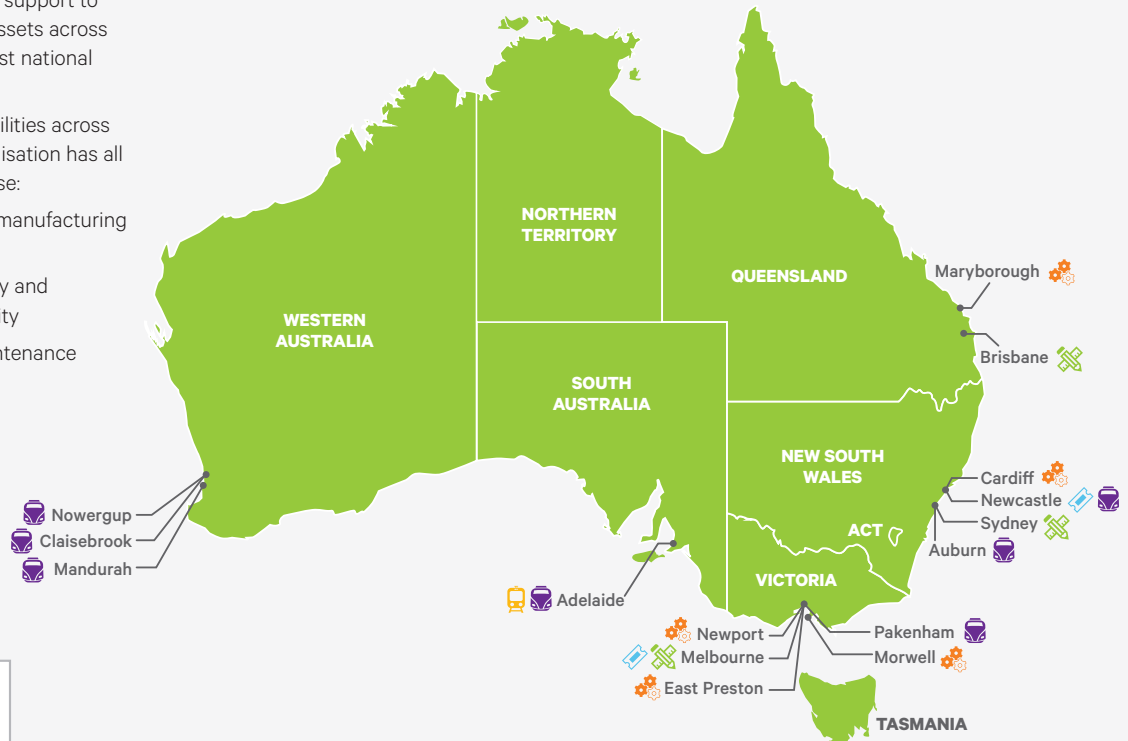 support to
ssets across
st national
ilities across
isation has all
se:
manufacturing
y and
ity
ntenance
NORTHERN
TERRITORY
QUEENSLAND
Maryborough
WESTERN
AUSTRALIA
Brisbane
SOUTH
AUSTRALIA
NEW SOUTH
WALES
Cardiff
Newcastle
Nowergup
Sydney
ACT
Claisebrook
Auburn
Mandurah
VICTORIA
Adelaide
Newport
Pakenham
Melbourne
Morwell
East Preston
TASMANIA